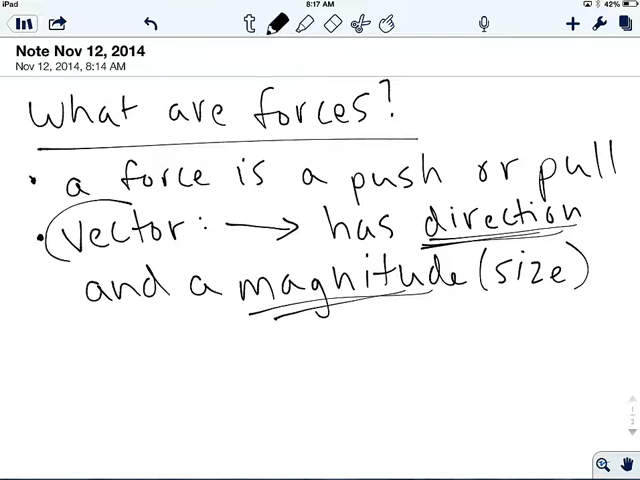 iPad 8:17 AM 42%
t
Note Nov 12, 2014
Nov 12, 2014, 8:14 AM
What are forces?
• a force is a push or pull
• vector: → has direction
and a magnitude (size)